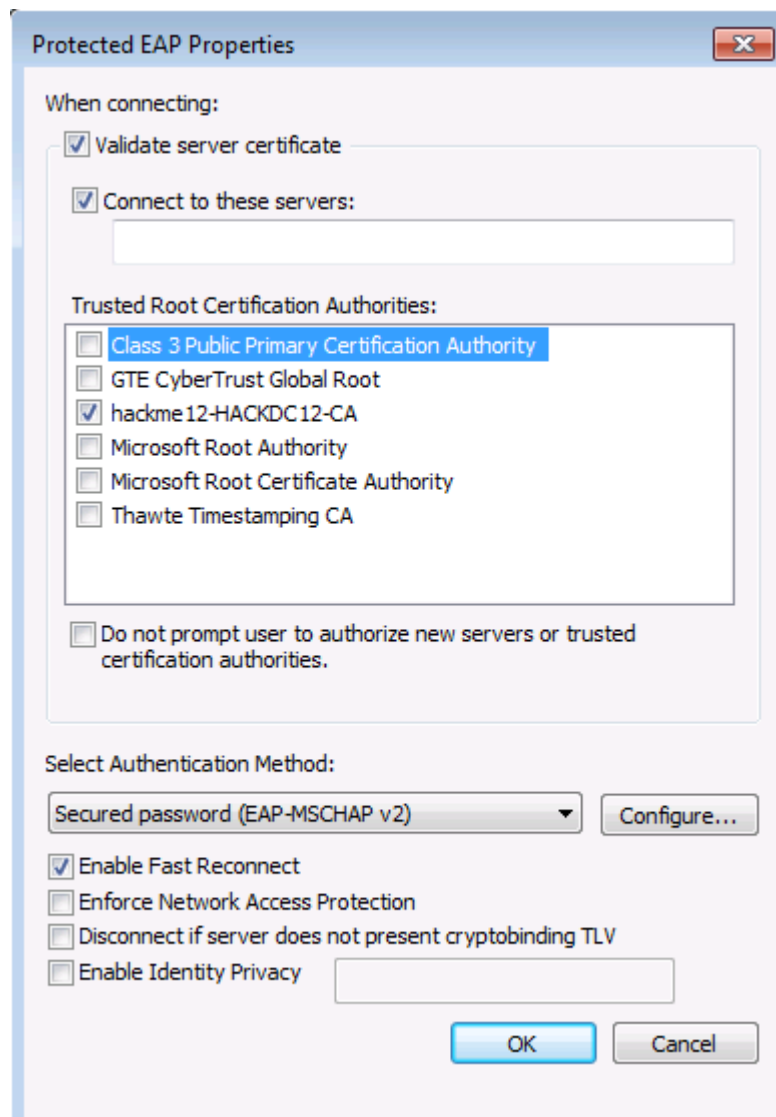 Protected EAP Properties
When connecting:
Validate server certificate
Connect to these servers:
Trusted Root Certification Authorities:
Class 3 Public Primary Certification Authority
GTE CyberTrust Global Root
hackme12-HACKDC12-CA
Microsoft Root Authority
Microsoft Root Certificate Authority
Thawte Timestamping CA
Do not prompt user to authorize new servers or trusted
certification authorities.
Select Authentication Method:
Secured password (EAP-MSCHAP v2)
Configure...
Enable Fast Reconnect
Enforce Network Access Protection
Disconnect if server does not present cryptobinding TLV
Enable Identity Privacy
OK
Cancel